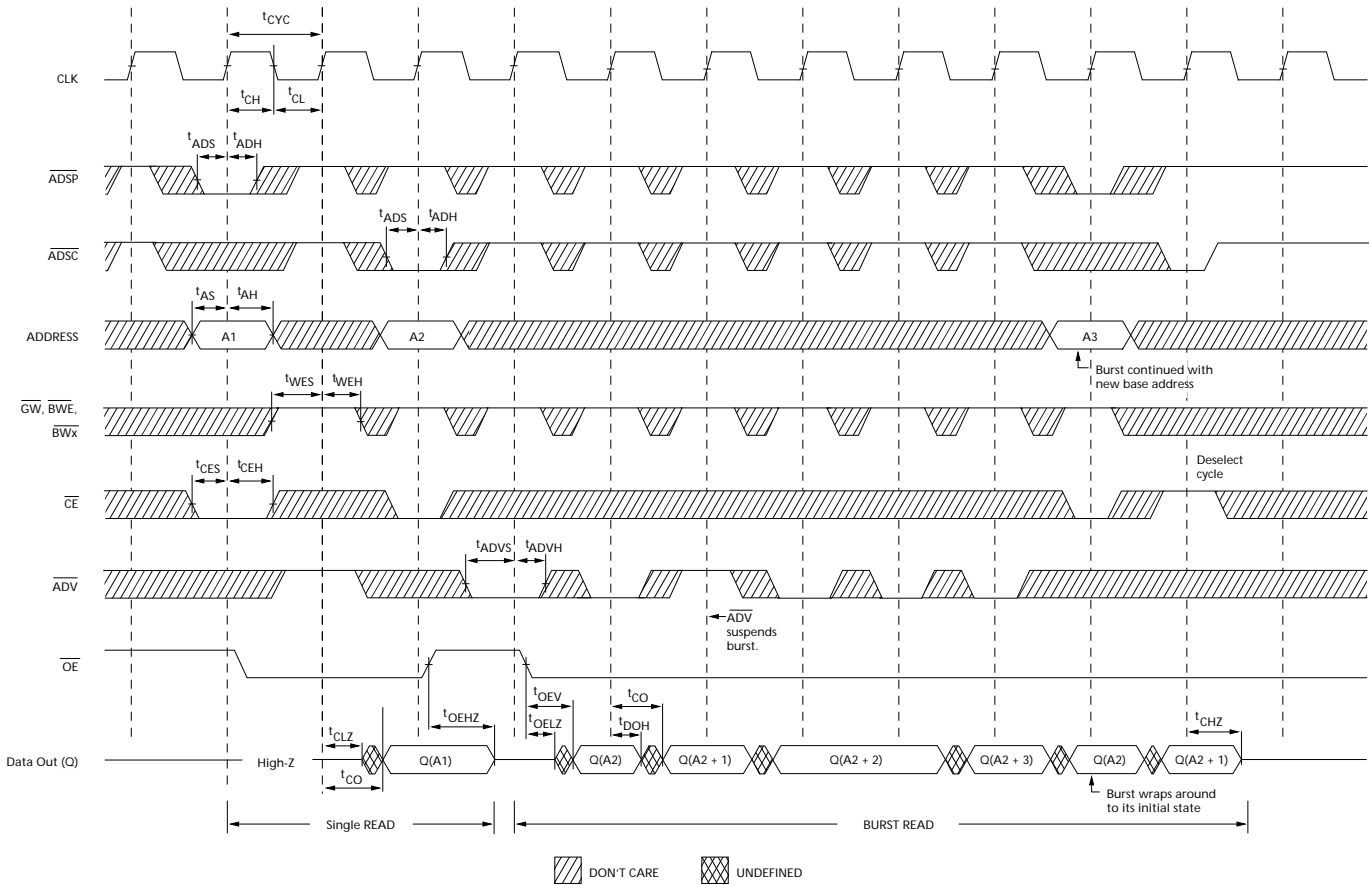 tCYC
CLK
tCH
tCL
tADS
tADH
ADSP
tADS
tADH
ADSC
tAS
tAH
ADDRESS
A1
A2
A3
Burst continued with
new base address
tWES
tWEH
GW, BWE,
BWx
Deselect
cycle
tCES
tCEH
CE
tADVS
tADVH
ADV
ADV
suspends
burst.
OE
tOEHZ
tOEV
tCO
tOELZ
tDOH
tCLZ
tCHZ
Data Out (Q)
High-Z
Q(A1)
Q(A2)
Q(A2 + 1)
Q(A2 + 2)
Q(A2 + 3)
Q(A2)
Q(A2 + 1)
tCO
Burst wraps around
to its initial state
Single READ
BURST READ
DON'T CARE
UNDEFINED